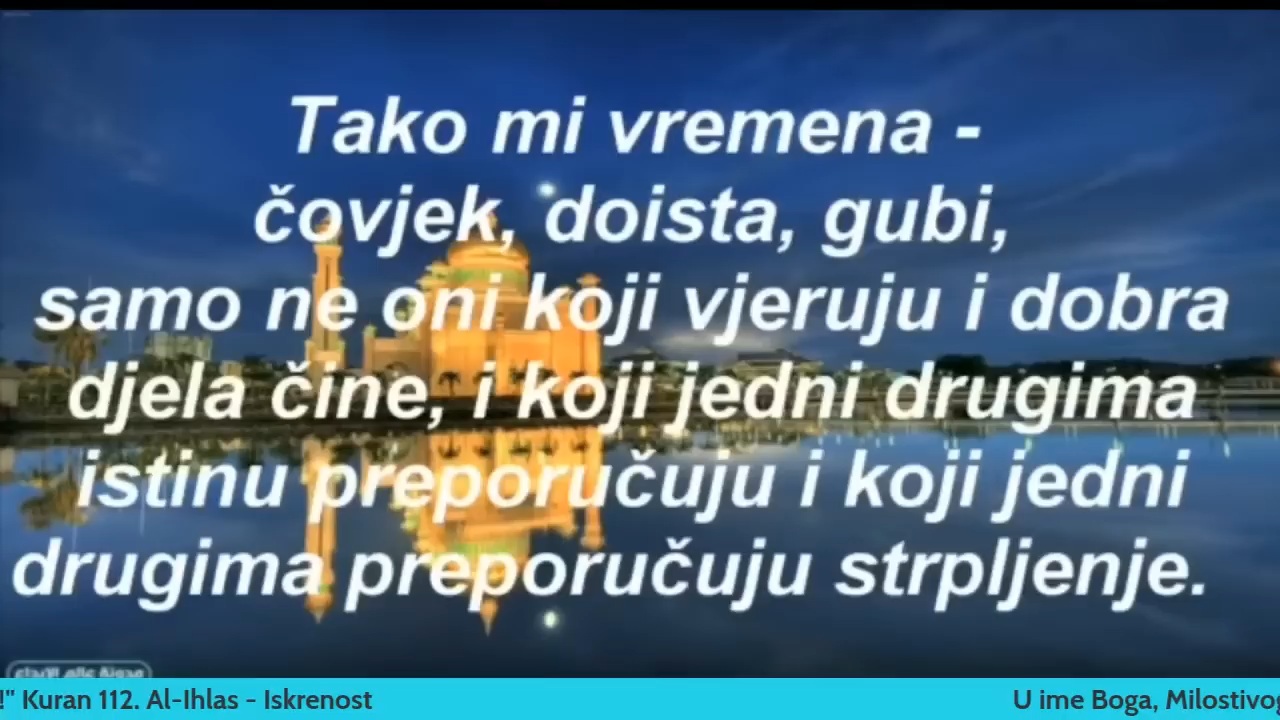 Tako mi vremena -
čovjek, doista, gubi,
samo ne oni koji vjeruju i dobra
djela čine, i koji jedni drugima
istinu preporučuju i koji jedni
drugima preporučuju strpljenje.
!" Kuran 112. Al-Ihlas - Iskrenost U ime Boga, Milostivog